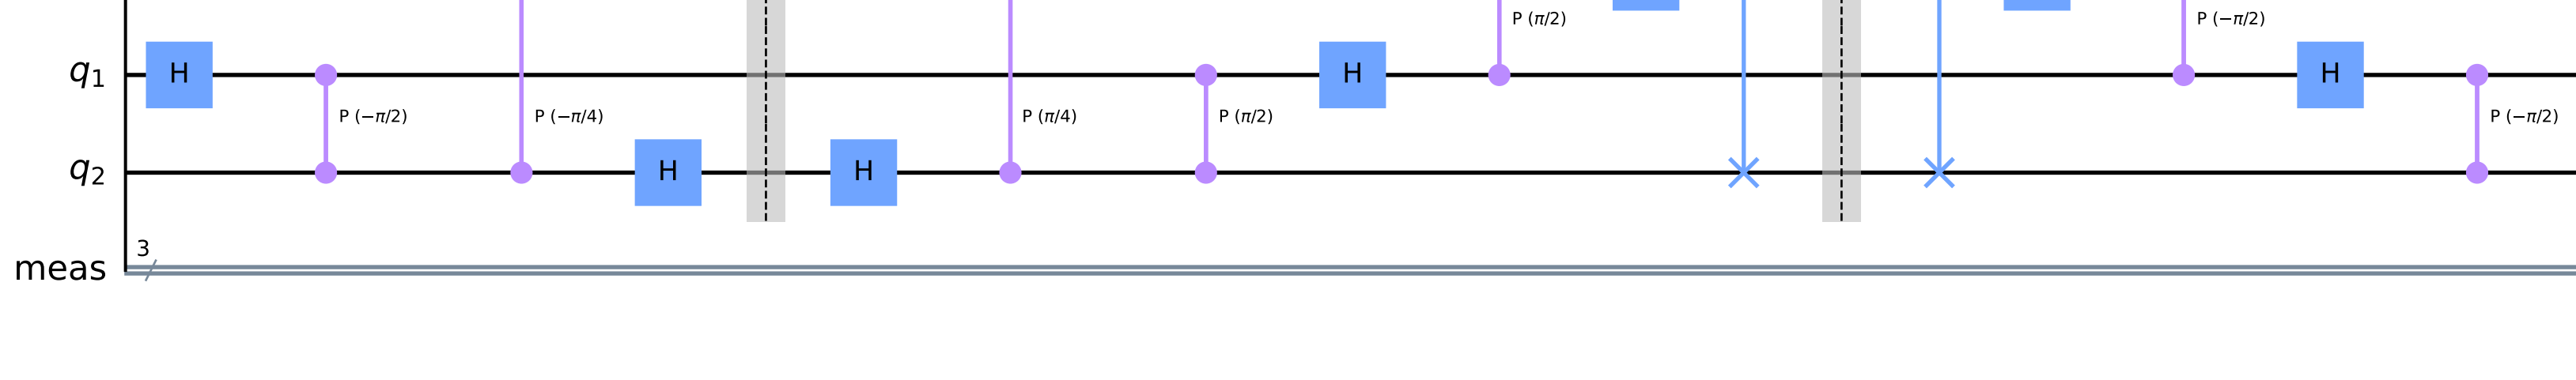 P (π/2) P (−π/2)
q₁ H H H
P (−π/2) P (−π/4) P (π/4) P (π/2) P (−π/2)
q₂ H H
3
meas